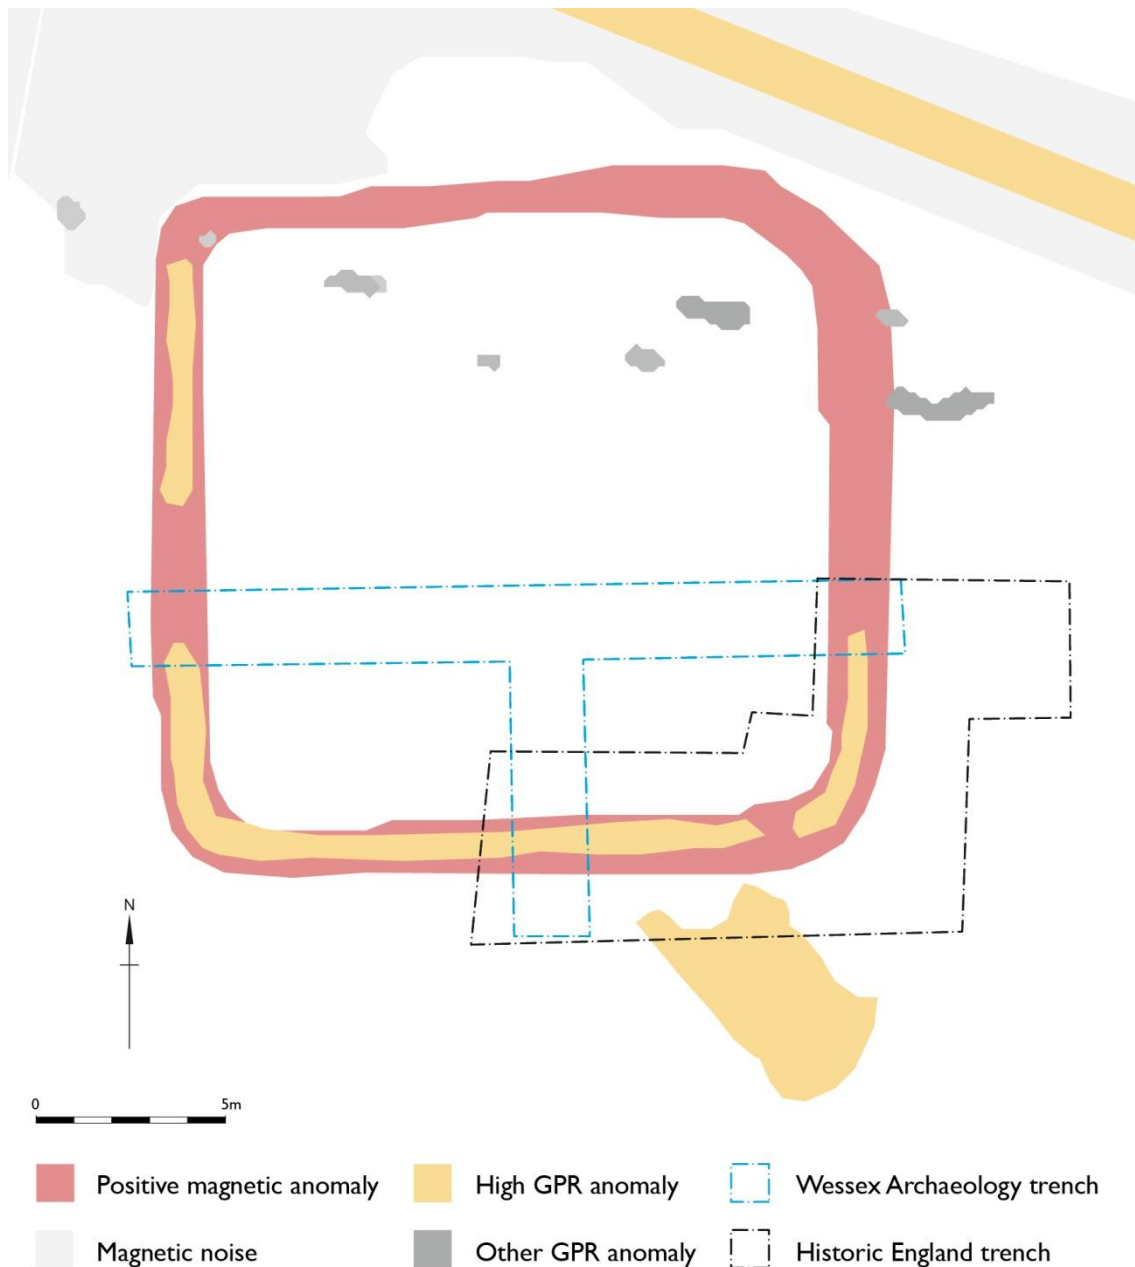 N
0 5m
Positive magnetic anomaly High GPR anomaly Wessex Archaeology trench
Magnetic noise Other GPR anomaly Historic England trench